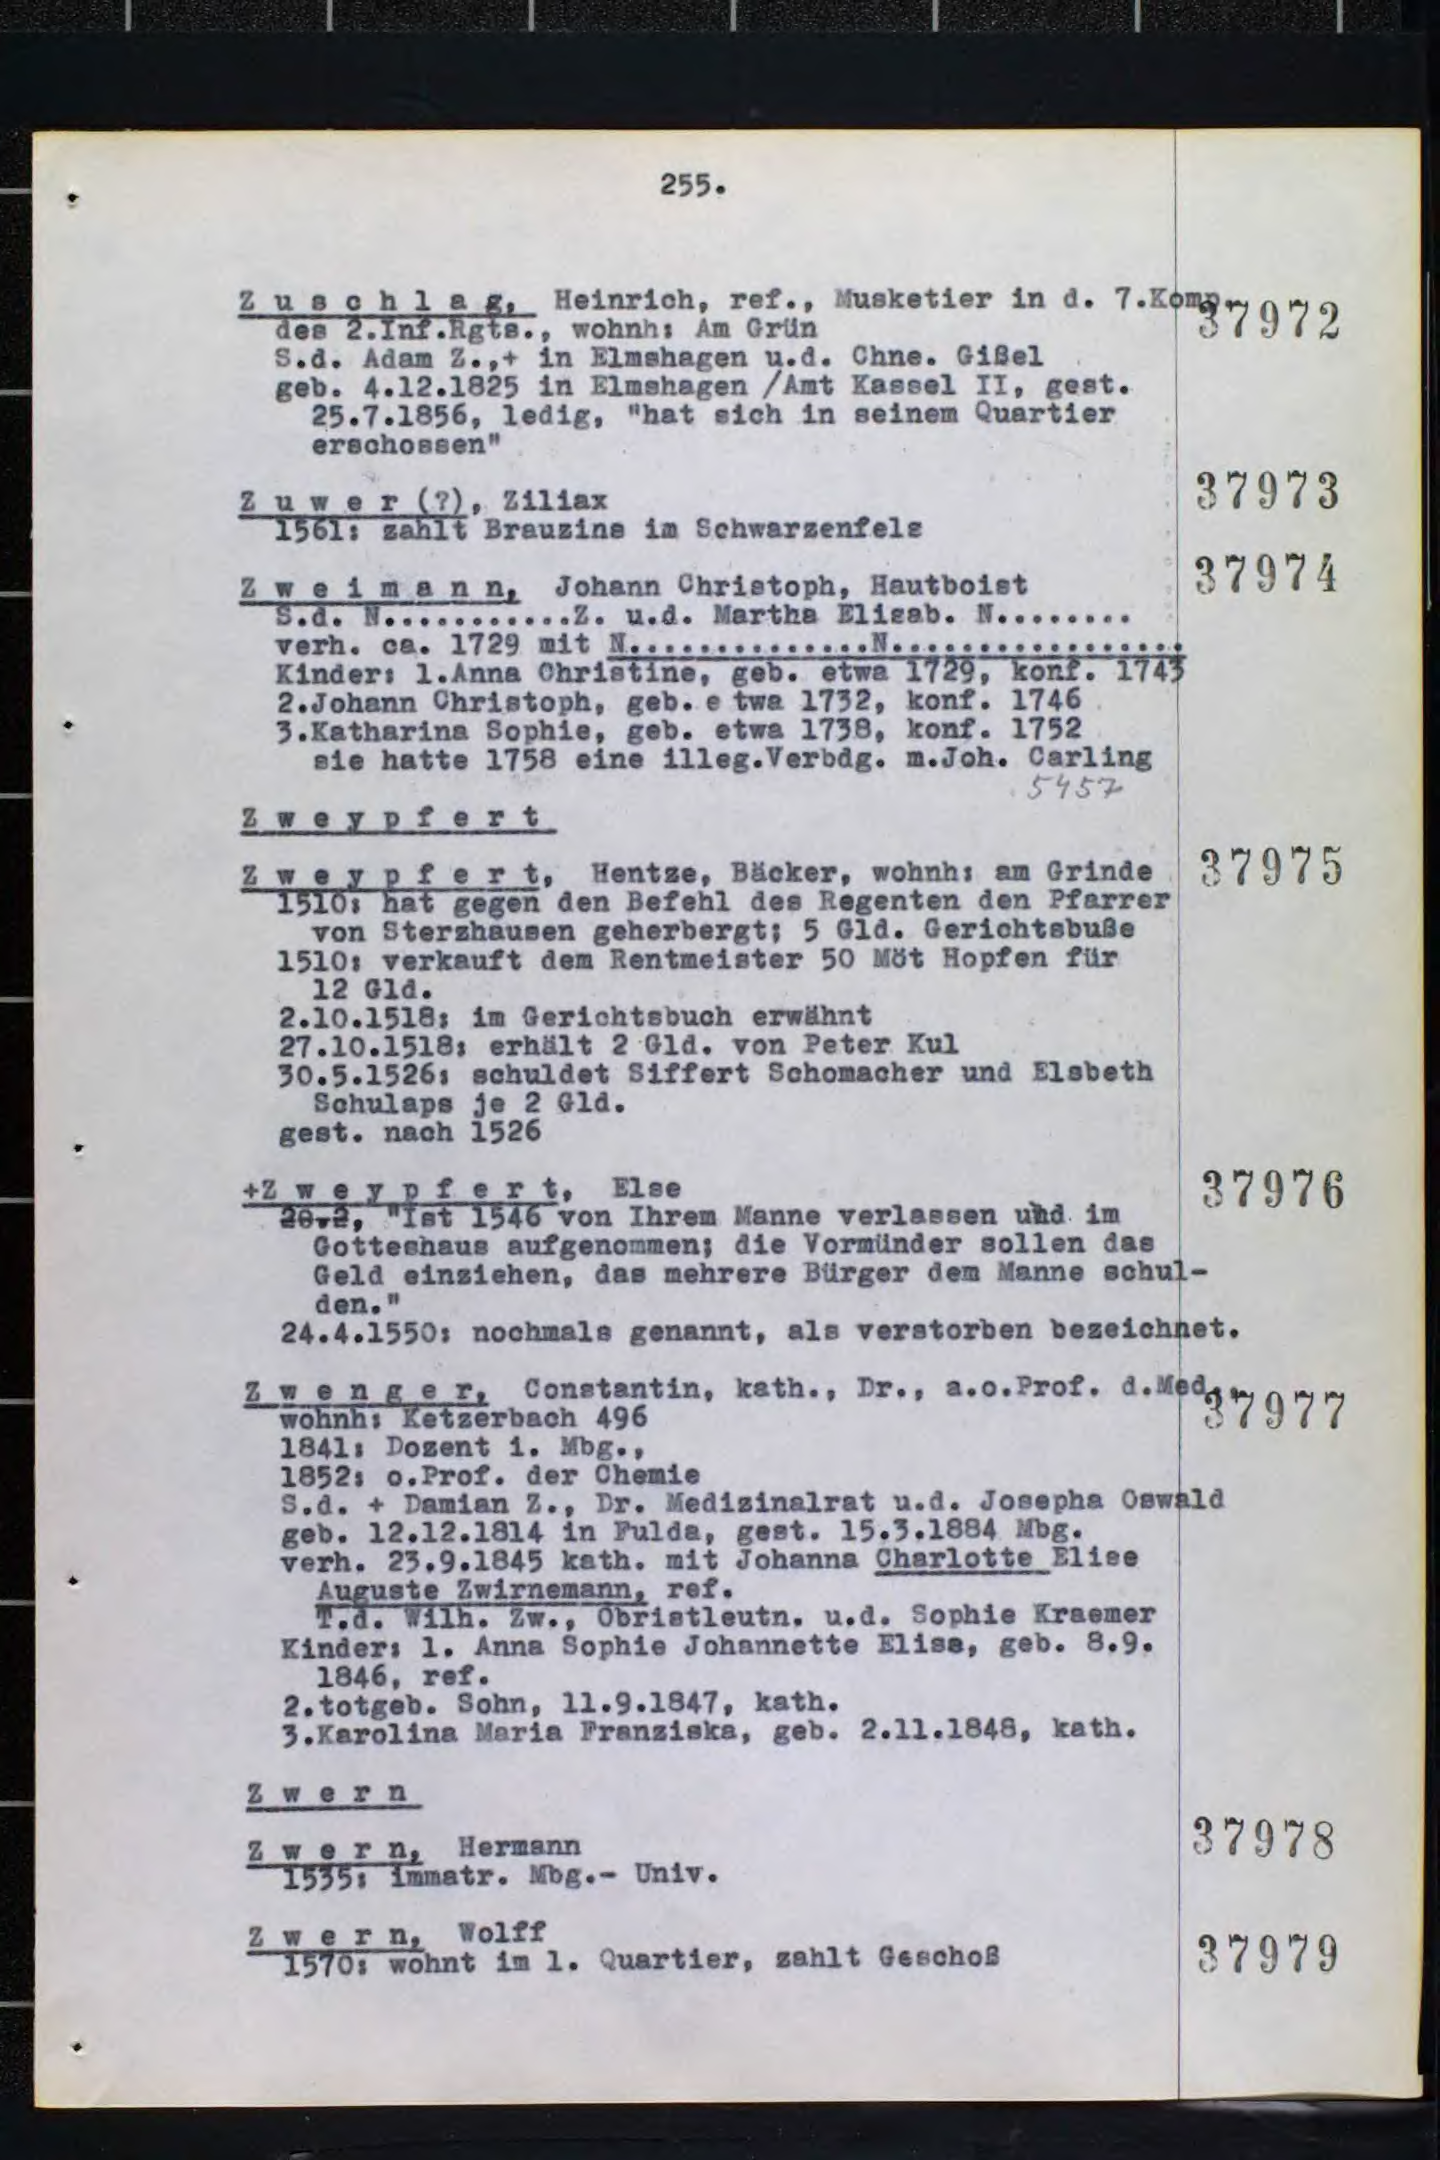 255.
Z u s c h l a g, Heinrich, ref., Musketier in d. 7.Komp.
37972
des 2.Inf.Rgts., wohnh: Am Grün
S.d. Adam Z.,+ in Elmshagen u.d. Chne. Gißel
geb. 4.12.1825 in Elmshagen /Amt Kassel II, gest.
25.7.1856, ledig, "hat sich in seinem Quartier
erschossen"
Z u w e r (?), Ziliax
37973
1561: zahlt Brauzins im Schwarzenfels
Z w e i m a n n, Johann Christoph, Hautboist
37974
S.d. N............Z. u.d. Martha Elisab. N........
verh. ca. 1729 mit N..............N.................
Kinder: 1.Anna Christine, geb. etwa 1729, konf. 1743
2.Johann Christoph, geb. e twa 1732, konf. 1746
3.Katharina Sophie, geb. etwa 1738, konf. 1752
sie hatte 1758 eine illeg.Verbdg. m.Joh. Carling
5457
Z w e y p f e r t
Z w e y p f e r t, Hentze, Bäcker, wohnh: am Grinde
37975
1510: hat gegen den Befehl des Regenten den Pfarrer
von Sterzhausen geherbergt; 5 Gld. Gerichtsbuße
1510: verkauft dem Rentmeister 50 Möt Hopfen für
12 Gld.
2.10.1518: im Gerichtsbuch erwähnt
27.10.1518: erhält 2 Gld. von Peter Kul
30.5.1526: schuldet Siffert Schomacher und Elsbeth
Schulaps je 2 Gld.
gest. nach 1526
+Z w e y p f e r t, Else
37976
20.2, "Ist 1546 von Ihrem Manne verlassen und im
Gotteshaus aufgenommen; die Vormünder sollen das
Geld einziehen, das mehrere Bürger dem Manne schul-
den."
24.4.1550: nochmals genannt, als verstorben bezeichnet.
Z w e n g e r, Constantin, kath., Dr., a.o.Prof. d.Med.,
37977
wohnh: Ketzerbach 496
1841: Dozent i. Mbg.,
1852: o.Prof. der Chemie
S.d. + Damian Z., Dr. Medizinalrat u.d. Josepha Oswald
geb. 12.12.1814 in Fulda, gest. 15.3.1884 Mbg.
verh. 23.9.1845 kath. mit Johanna Charlotte Elise
Auguste Zwirnemann, ref.
T.d. Wilh. Zw., Obristleutn. u.d. Sophie Kraemer
Kinder: 1. Anna Sophie Johannette Elise, geb. 8.9.
1846, ref.
2.totgeb. Sohn, 11.9.1847, kath.
3.Karolina Maria Franziska, geb. 2.11.1848, kath.
Z w e r n
Z w e r n, Hermann
37978
1535: immatr. Mbg.- Univ.
Z w e r n, Wolff
37979
1570: wohnt im 1. Quartier, zahlt Geschoß